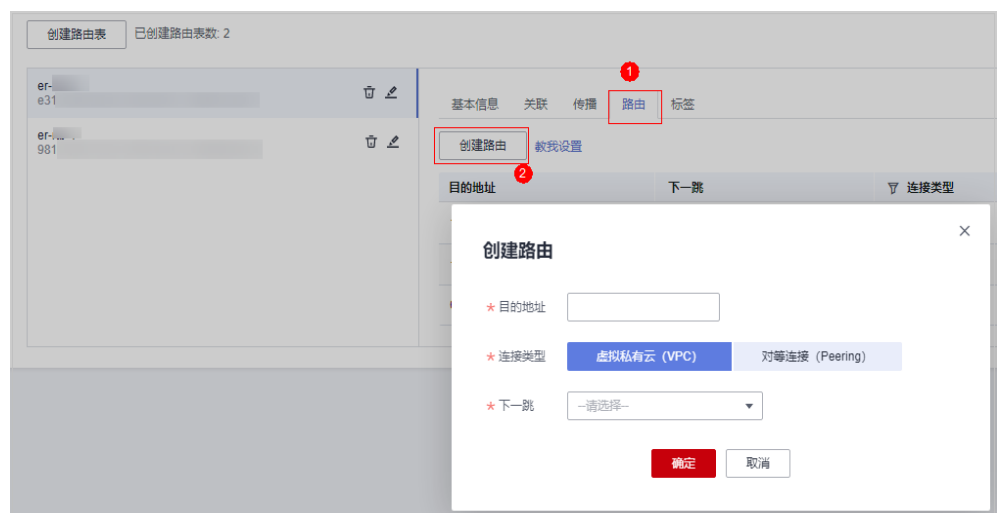 创建路由表 已创建路由表数: 2
er-
e31
er-
981
1
基本信息 关联 传播 路由 标签
创建路由 教我设置
2
目的地址 下一跳 连接类型
创建路由
* 目的地址
* 连接类型 虚拟私有云（VPC） 对等连接（Peering）
* 下一跳 --请选择--
确定 取消